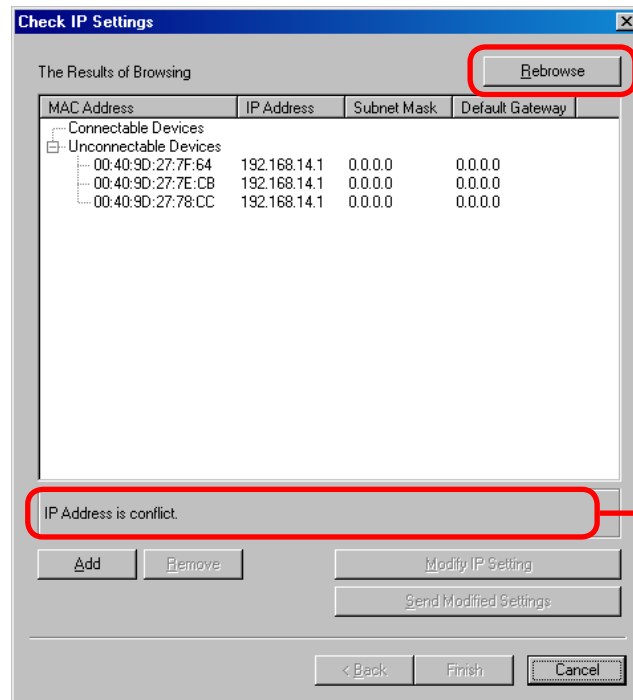 Check IP Settings
The Results of Browsing
Rebrowse
MAC Address IP Address Subnet Mask Default Gateway
Connectable Devices
Unconnectable Devices
00:40:9D:27:7F:64 192.168.14.1 0.0.0.0 0.0.0.0
00:40:9D:27:7E:CB 192.168.14.1 0.0.0.0 0.0.0.0
00:40:9D:27:78:CC 192.168.14.1 0.0.0.0 0.0.0.0
IP Address is conflict.
Add Remove Modify IP Setting
Send Modified Settings
< Back Finish Cancel